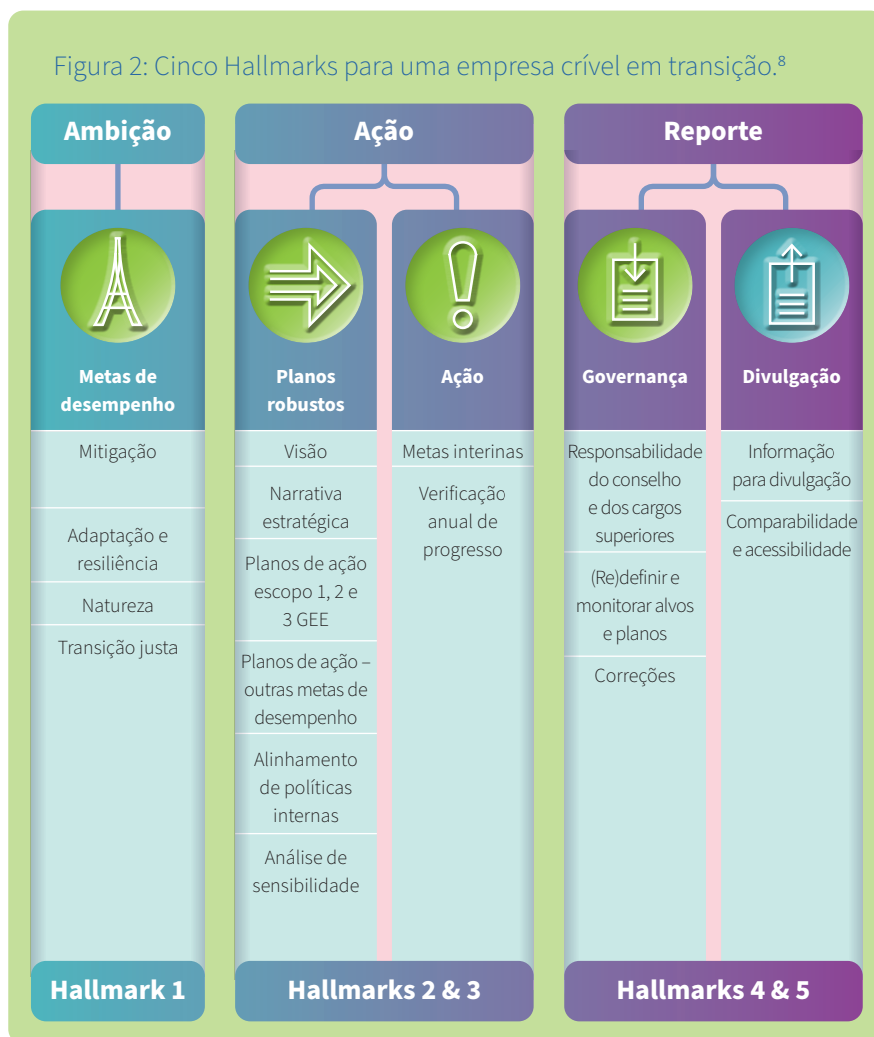 Figura 2: Cinco Hallmarks para uma empresa crível em transição.⁸
Ambição
Metas de
desempenho
Mitigação
Adaptação e
resiliência
Natureza
Transição justa
Hallmark 1
Ação
Planos
robustos
Visão
Narrativa
estratégica
Planos de ação
escopo 1, 2 e
3 GEE
Planos de ação –
outras metas de
desempenho
Alinhamento
de políticas
internas
Análise de
sensibilidade
Ação
Metas interinas
Verificação
anual de
progresso
Hallmarks 2 & 3
Reporte
Governança
Responsabilidade
do conselho
e dos cargos
superiores
(Re)definir e
monitorar alvos
e planos
Correções
Divulgação
Informação
para divulgação
Comparabilidade
e acessibilidade
Hallmarks 4 & 5